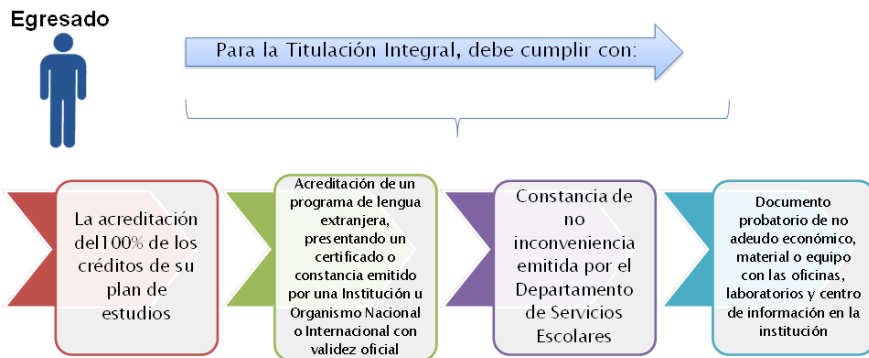 Egresado
Para la Titulación Integral, debe cumplir con:
La acreditación
del100% de los
créditos de su
plan de
estudios
Acreditación de un
programa de lengua
extranjera,
presentando un
certificado o
constancia emitido
por una Institución u
Organismo Nacional
o Internacional con
validez oficial
Constancia de
no
inconveniencia
emitida por el
Departamento
de Servicios
Escolares
Documento
probatorio de no
adeudo económico,
material o equipo
con las oficinas,
laboratorios y centro
de información en la
institución